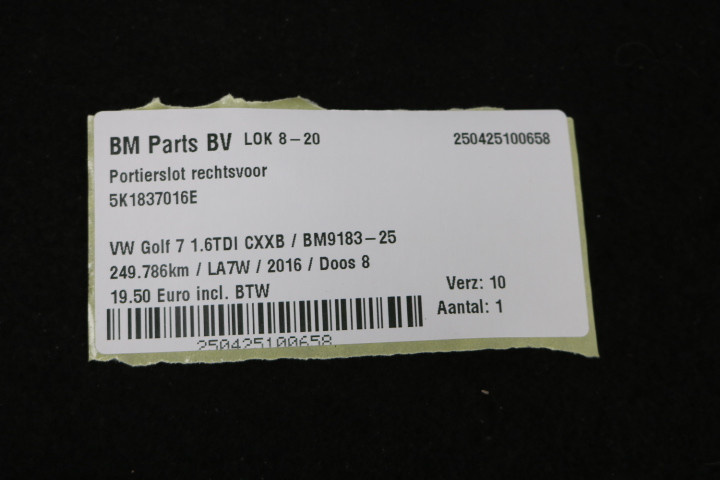 BM Parts BV LOK 8-20 250425100658
Portierslot rechtsvoor
5K1837016E
VW Golf 7 1.6TDI CXXB / BM9183-25
249.786km / LA7W / 2016 / Doos 8
19.50 Euro incl. BTW
Verz: 10
Aantal: 1
250425100658